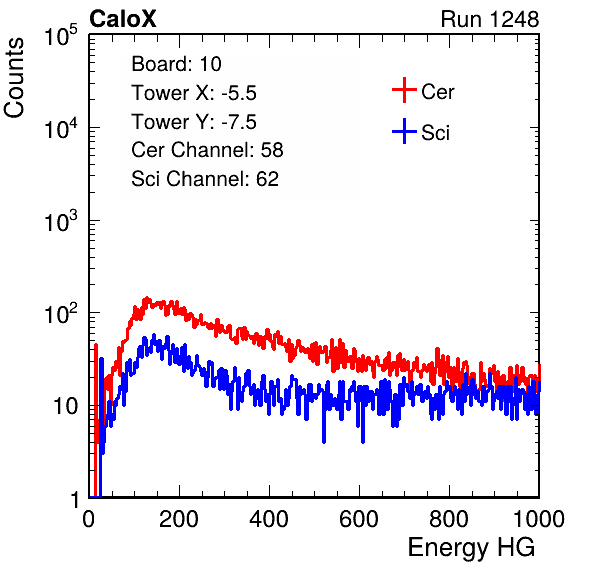 CaloX Run 1248
Counts
Board: 10
Tower X: -5.5
Tower Y: -7.5
Cer Channel: 58
Sci Channel: 62
Cer
Sci
10^5
10^4
10^3
10^2
10
1
0 200 400 600 800 1000
Energy HG